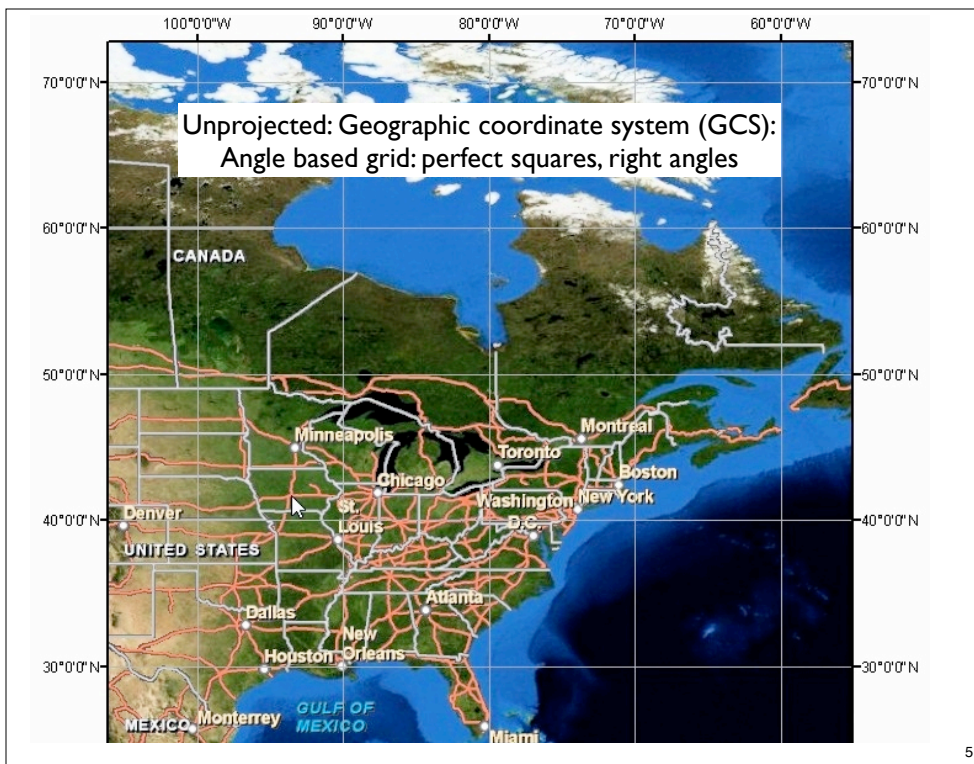 100°0'0"W 90°0'0"W 80°0'0"W 70°0'0"W 60°0'0"W
70°0'0"N 70°0'0"N
Unprojected: Geographic coordinate system (GCS):
Angle based grid: perfect squares, right angles
60°0'0"N 60°0'0"N
CANADA
50°0'0"N 50°0'0"N
Minneapolis
Montreal
Toronto
Boston
Chicago
Washington
D.C.
New York
St.
Louis
Denver
40°0'0"N 40°0'0"N
UNITED STATES
Atlanta
Dallas
New
Orleans
Houston
30°0'0"N 30°0'0"N
GULF OF
MEXICO
Monterrey
MEXICO
Miami
5